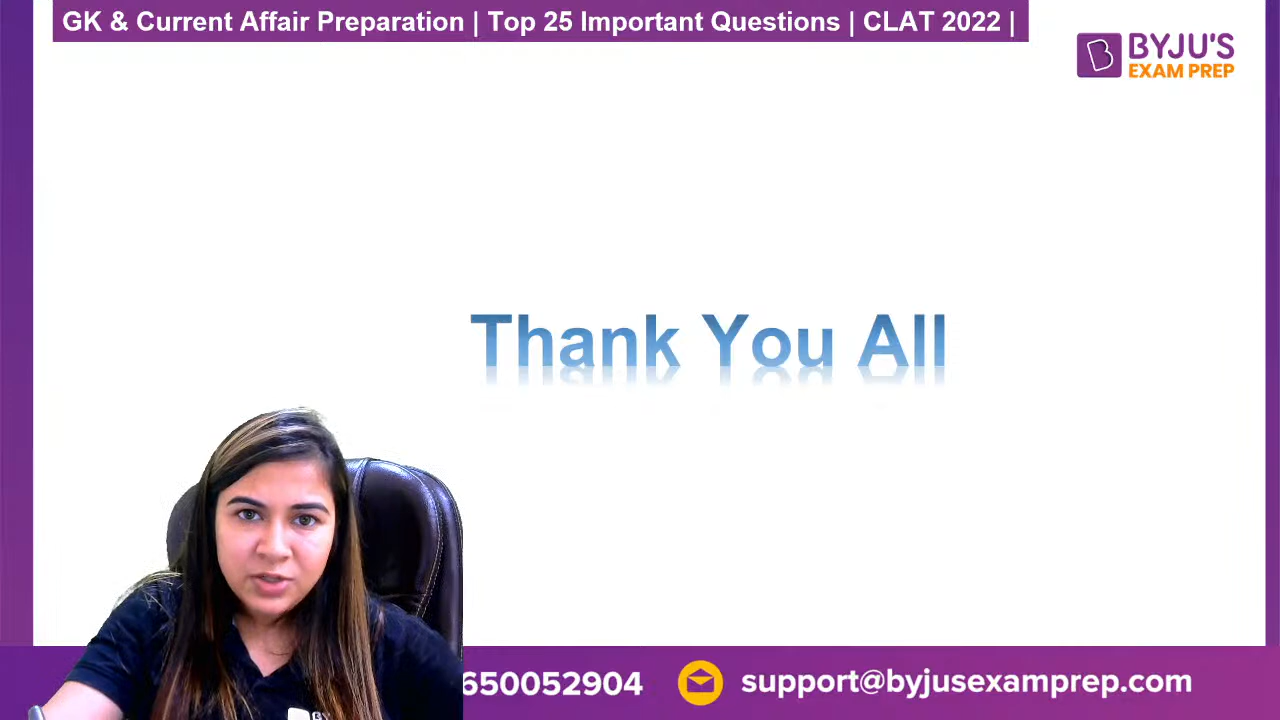 GK & Current Affair Preparation | Top 25 Important Questions | CLAT 2022 |
BYJU'S
EXAM PREP
Thank You All
650052904
support@byjusexamprep.com